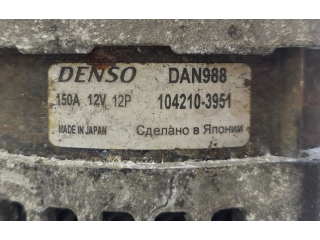 DENSO DAN988
150A 12V 12P 104210-3951
MADE IN JAPAN Сделано в Японии